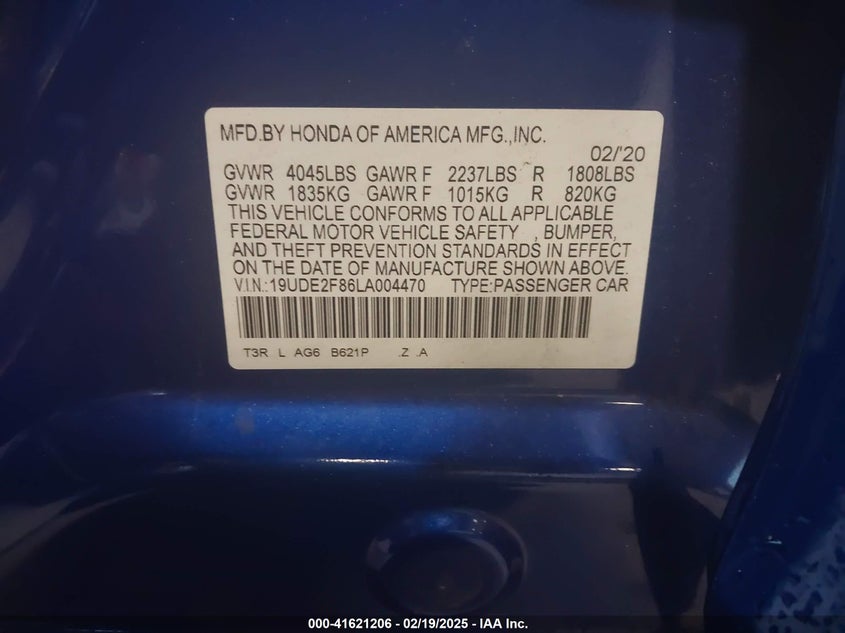 MFD.BY HONDA OF AMERICA MFG.,INC.
02/'20
GVWR 4045LBS GAWR F 2237LBS R 1808LBS
GVWR 1835KG GAWR F 1015KG R 820KG
THIS VEHICLE CONFORMS TO ALL APPLICABLE
FEDERAL MOTOR VEHICLE SAFETY , BUMPER,
AND THEFT PREVENTION STANDARDS IN EFFECT
ON THE DATE OF MANUFACTURE SHOWN ABOVE.
V.I.N.:19UDE2F86LA004470 TYPE:PASSENGER CAR
T3R L AG6 B621P .Z .A
000-41621206 - 02/19/2025 - IAA Inc.